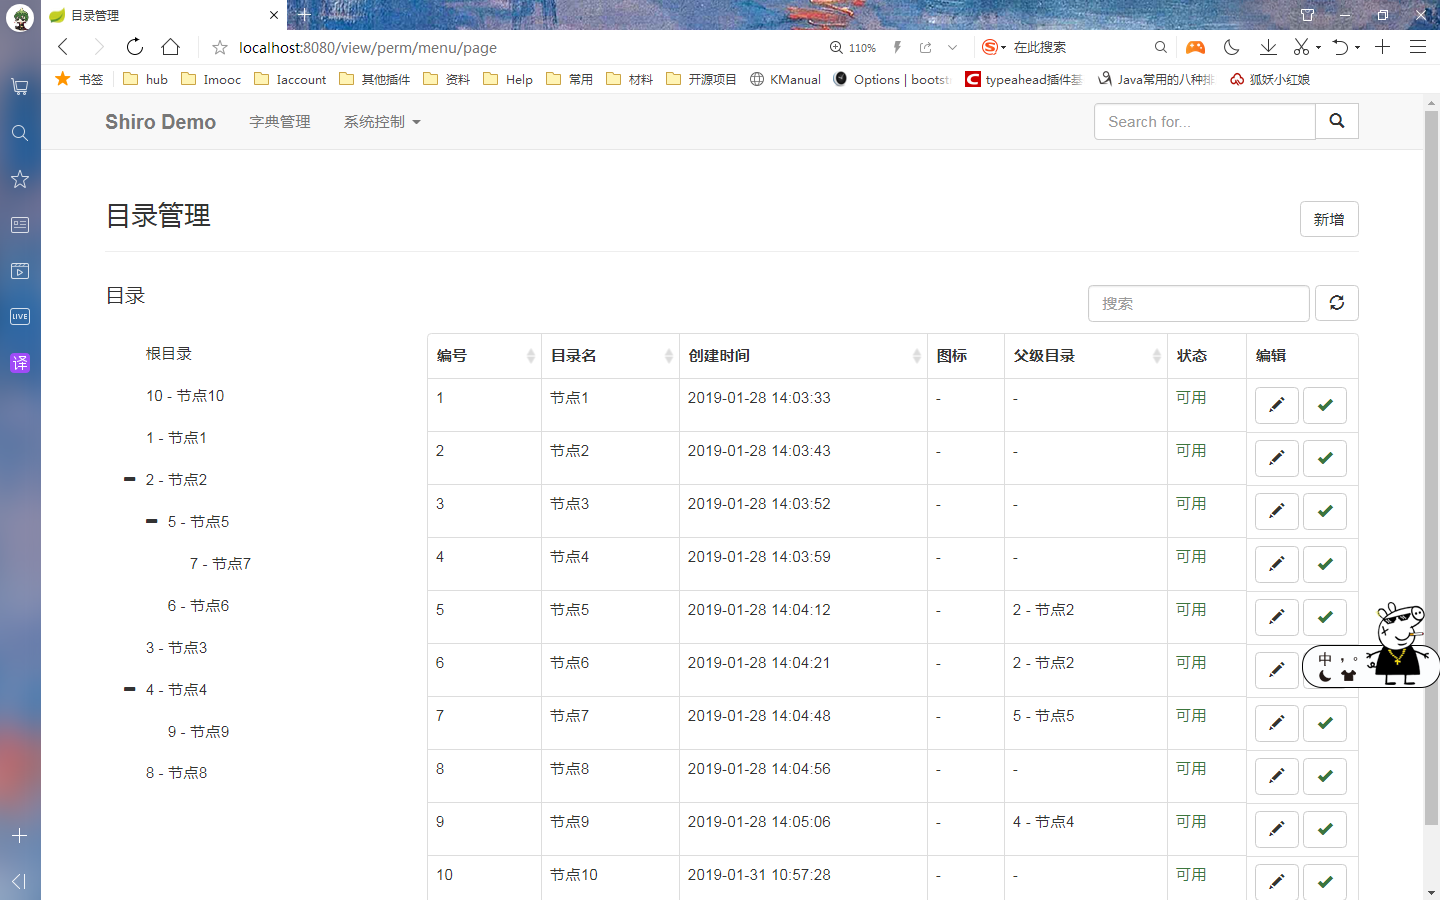 目录管理
localhost:8080/view/perm/menu/page
110%
在此搜索
书签
hub
Imooc
Iaccount
其他插件
资料
Help
常用
材料
开源项目
KManual
Options | bootst
typeahead插件基
Java常用的八种排
狐妖小红娘
Shiro Demo
字典管理
系统控制
Search for...
目录管理
新增
目录
搜索
LIVE
译
根目录
10 - 节点10
1 - 节点1
2 - 节点2
5 - 节点5
7 - 节点7
6 - 节点6
3 - 节点3
4 - 节点4
9 - 节点9
8 - 节点8
编号 目录名 创建时间 图标 父级目录 状态 编辑
1 节点1 2019-01-28 14:03:33 - - 可用
2 节点2 2019-01-28 14:03:43 - - 可用
3 节点3 2019-01-28 14:03:52 - - 可用
4 节点4 2019-01-28 14:03:59 - - 可用
5 节点5 2019-01-28 14:04:12 - 2 - 节点2 可用
6 节点6 2019-01-28 14:04:21 - 2 - 节点2 可用
7 节点7 2019-01-28 14:04:48 - 5 - 节点5 可用
8 节点8 2019-01-28 14:04:56 - - 可用
9 节点9 2019-01-28 14:05:06 - 4 - 节点4 可用
10 节点10 2019-01-31 10:57:28 - - 可用
中 ，。